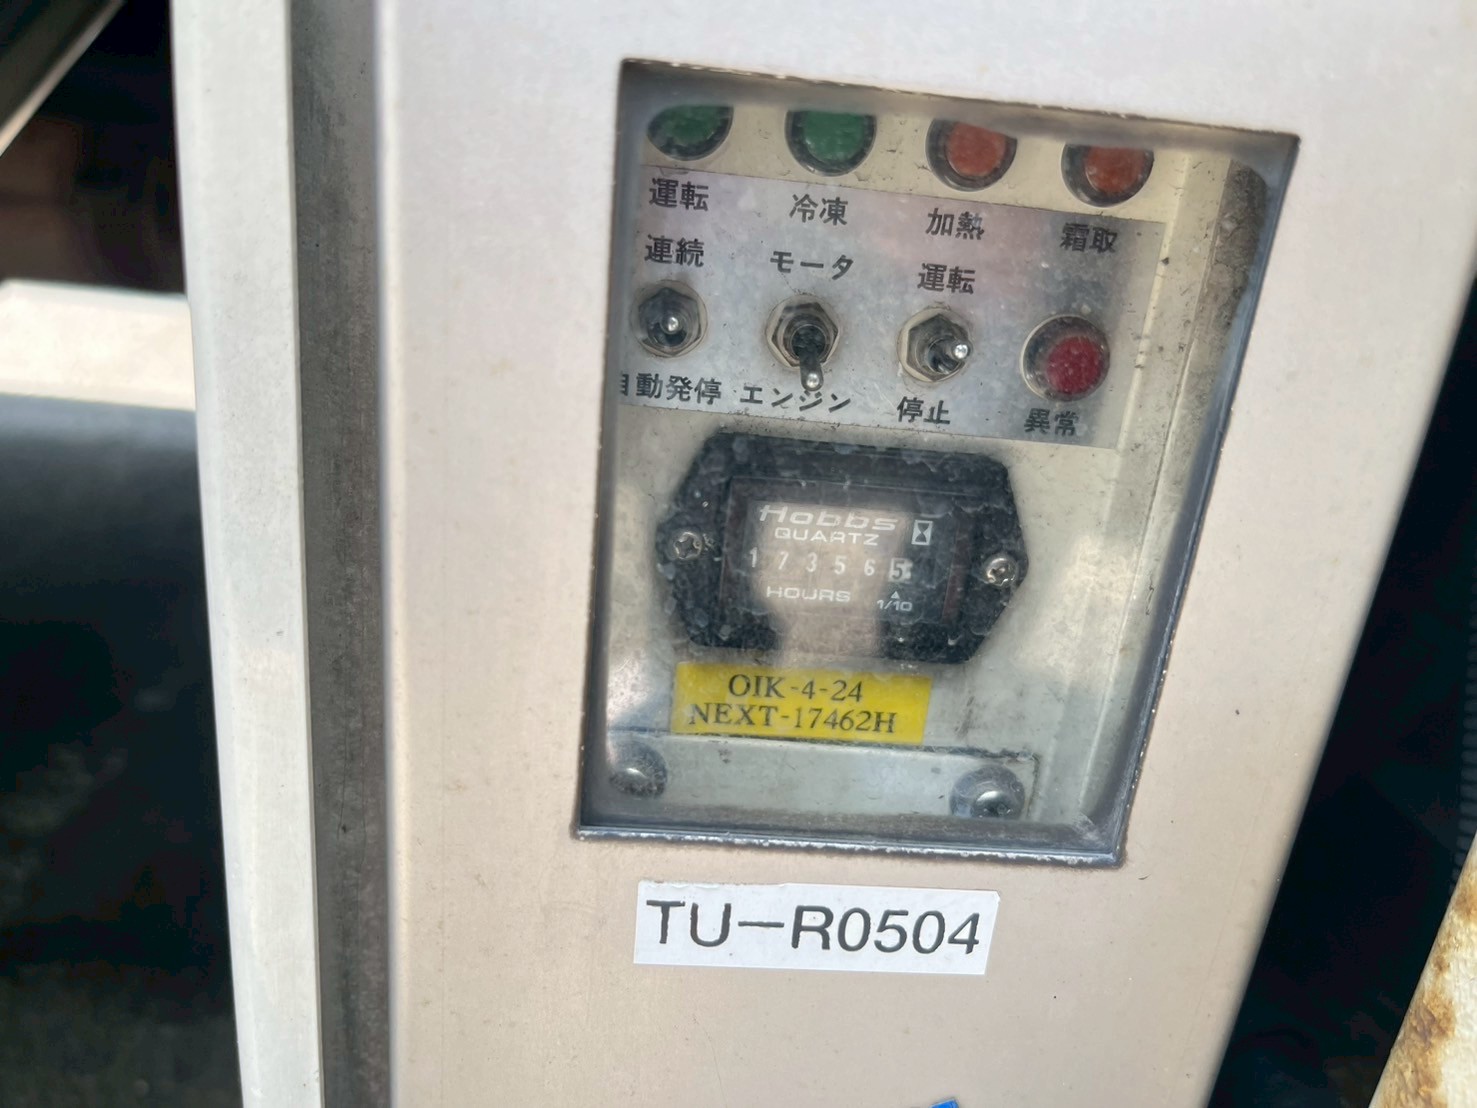 運転 冷凍 加熱 霜取
連続 モータ 運転
自動発停 エンジン 停止 異常
Hobbs
QUARTZ
173565
HOURS 1/10
OIK-4-24
NEXT-17462H
TU-R0504